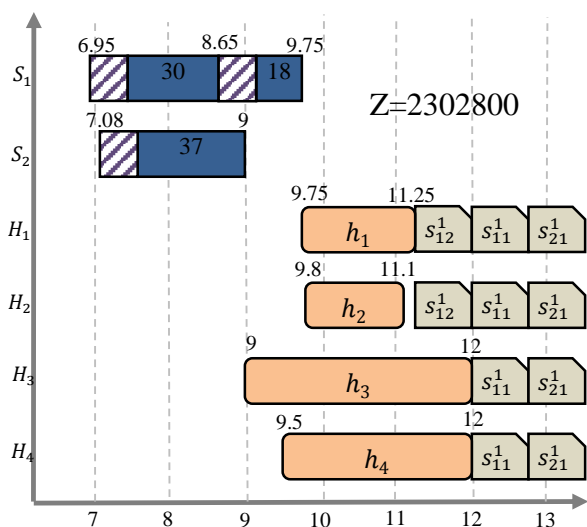 6.95 8.65 9.75
S₁ 30 18
Z=2302800
7.08 9
S₂ 37
9.75 11.25
H₁ h₁ s¹₁₂ s¹₁₁ s¹₂₁
9.8 11.1
H₂ h₂ s¹₁₂ s¹₁₁ s¹₂₁
9 12
H₃ h₃ s¹₁₁ s¹₂₁
9.5 12
H₄ h₄ s¹₁₁ s¹₂₁
7 8 9 10 11 12 13